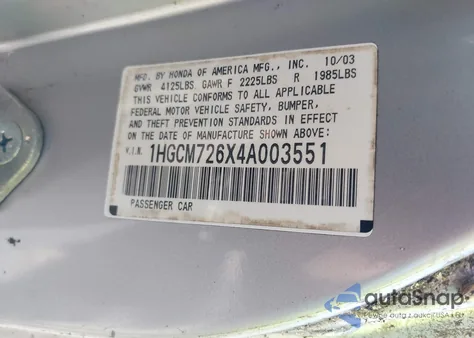 MFD. BY HONDA OF AMERICA MFG., INC. 10/03
GVWR 4125LBS GAWR F 2225LBS R 1985LBS
THIS VEHICLE CONFORMS TO ALL APPLICABLE
FEDERAL MOTOR VEHICLE SAFETY, BUMPER,
AND THEFT PREVENTION STANDARDS IN EFFECT
ON THE DATE OF MANUFACTURE SHOWN ABOVE:
V.I.N. 1HGCM726X4A003551
PASSENGER CAR
autoSnap